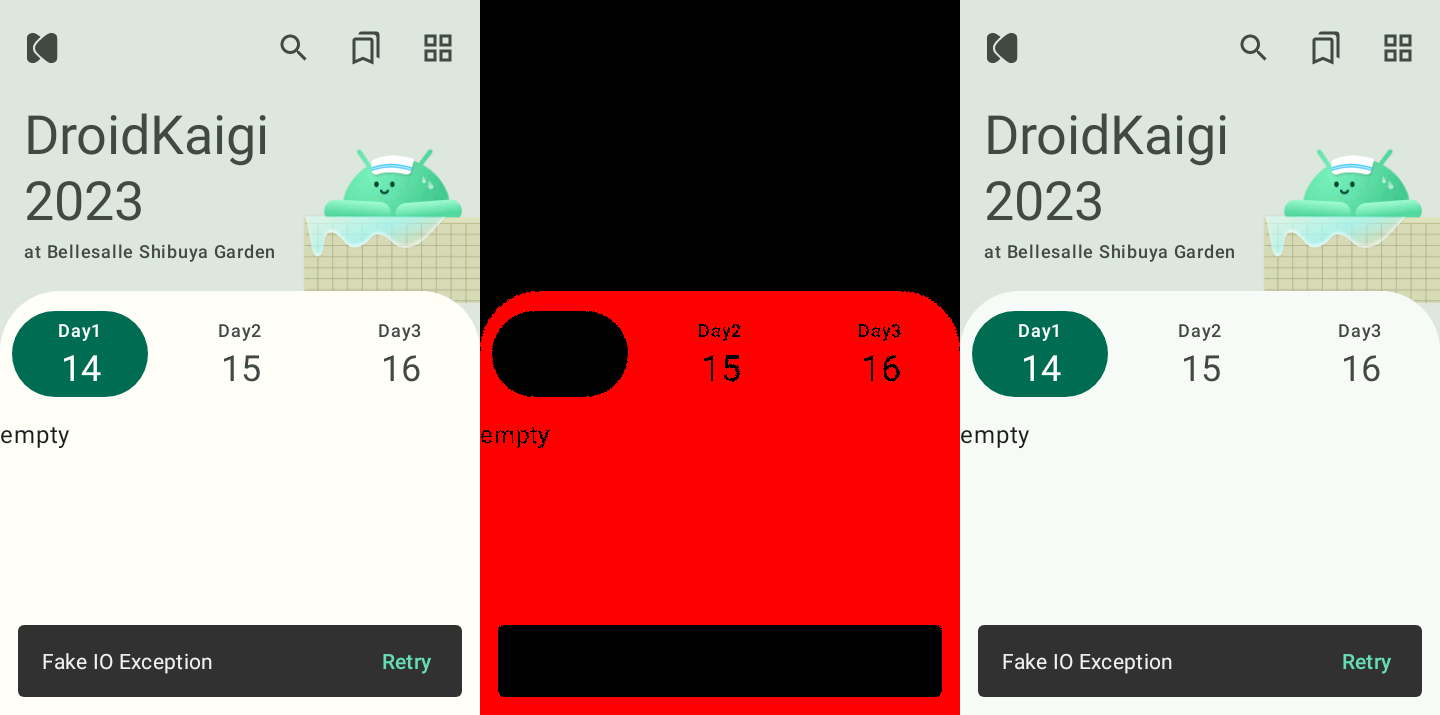 DroidKaigi
2023
at Bellesalle Shibuya Garden
Day1 Day2 Day3
14 15 16
empty
Fake IO Exception Retry
Day2 Day3
15 16
empty
DroidKaigi
2023
at Bellesalle Shibuya Garden
Day1 Day2 Day3
14 15 16
empty
Fake IO Exception Retry